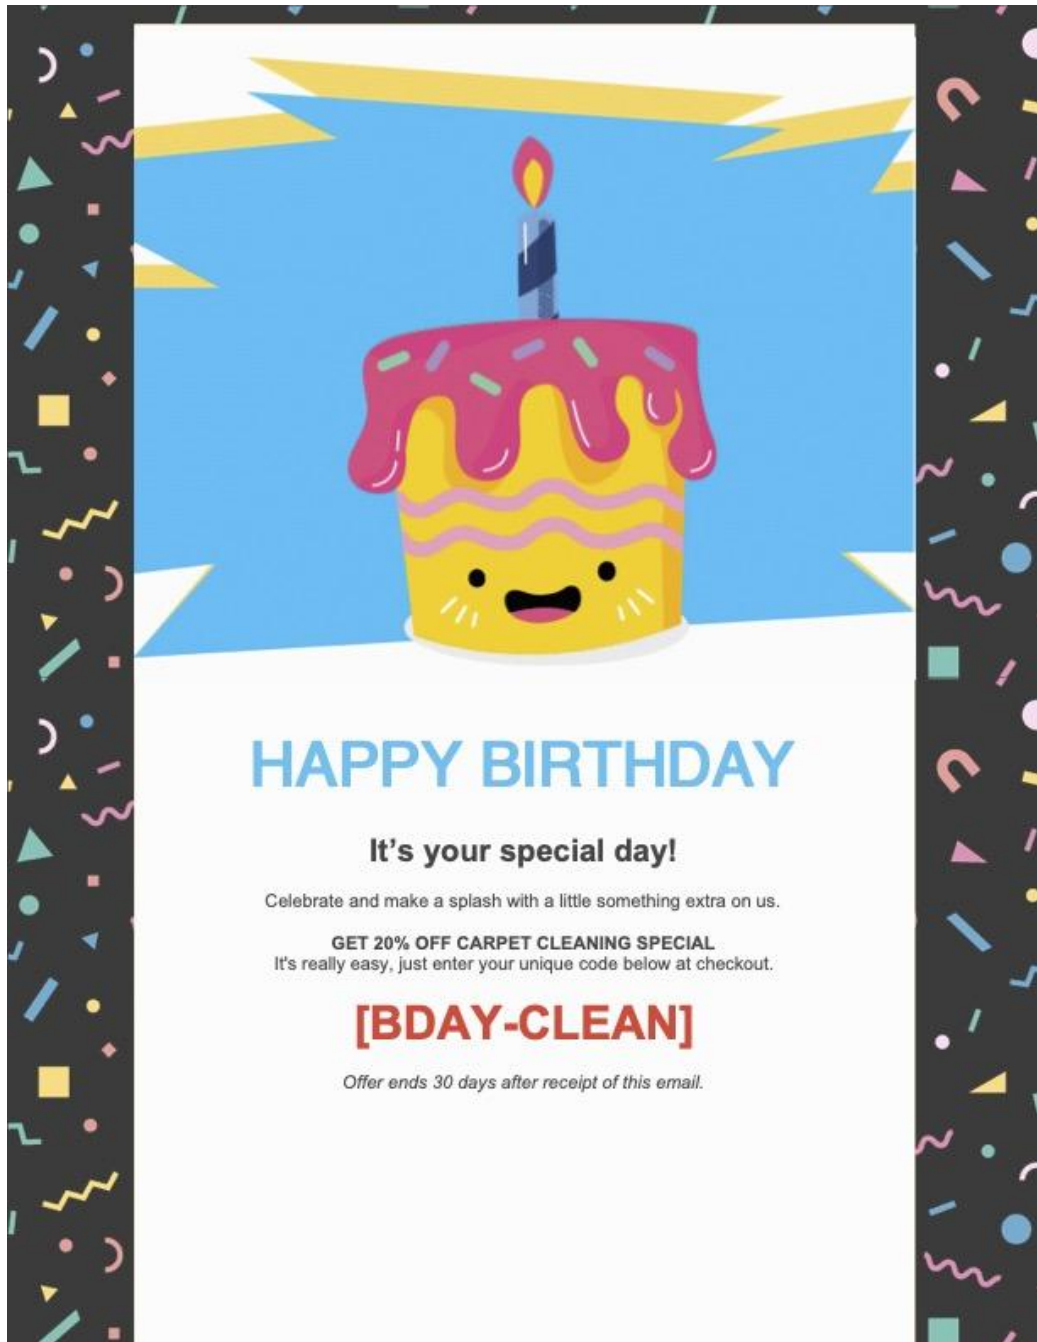 HAPPY BIRTHDAY
It's your special day!
Celebrate and make a splash with a little something extra on us.
GET 20% OFF CARPET CLEANING SPECIAL
It's really easy, just enter your unique code below at checkout.
[BDAY-CLEAN]
Offer ends 30 days after receipt of this email.